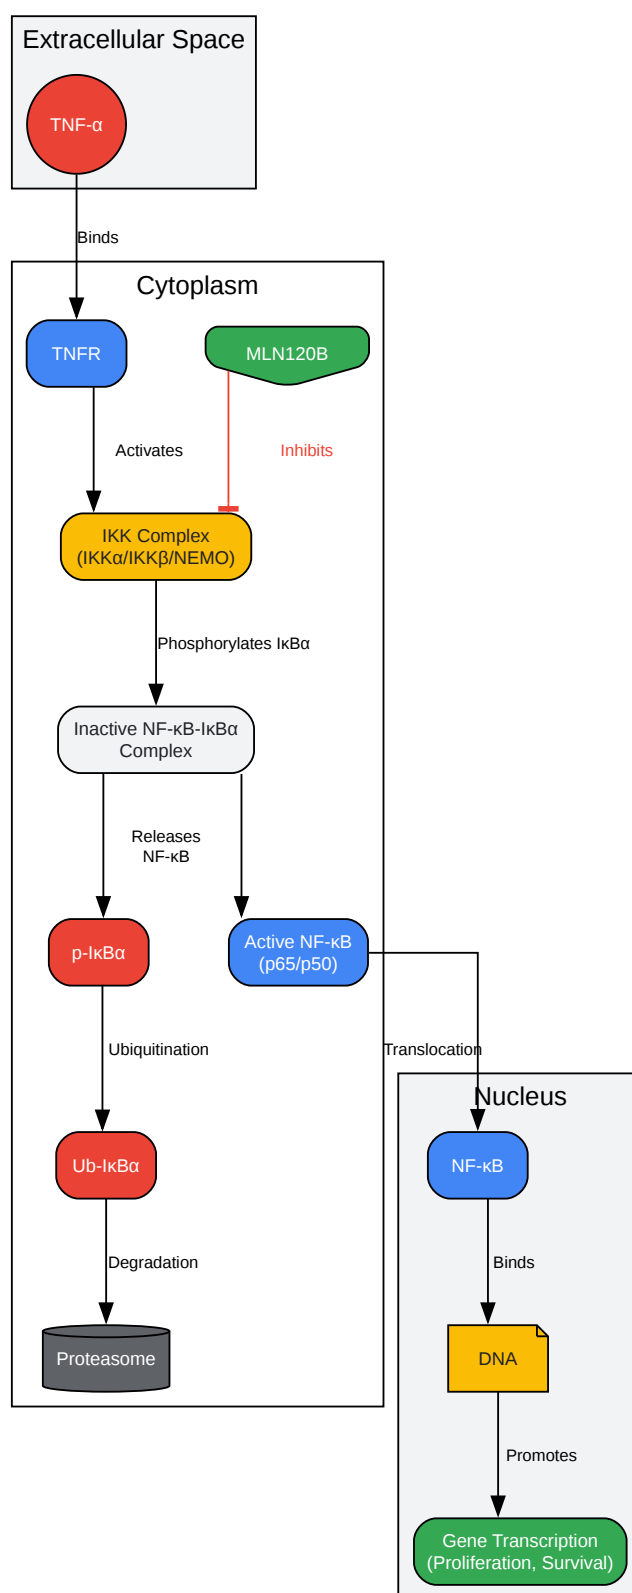 Extracellular Space
TNF-α
Binds
Cytoplasm
TNFR
MLN120B
Activates
Inhibits
IKK Complex
(IKKα/IKKβ/NEMO)
Phosphorylates IκBα
Inactive NF-κB-IκBα
Complex
Releases
NF-κB
p-IκBα
Active NF-κB
(p65/p50)
Ubiquitination
Translocation
Nucleus
Ub-IκBα
NF-κB
Degradation
Binds
Proteasome
DNA
Promotes
Gene Transcription
(Proliferation, Survival)